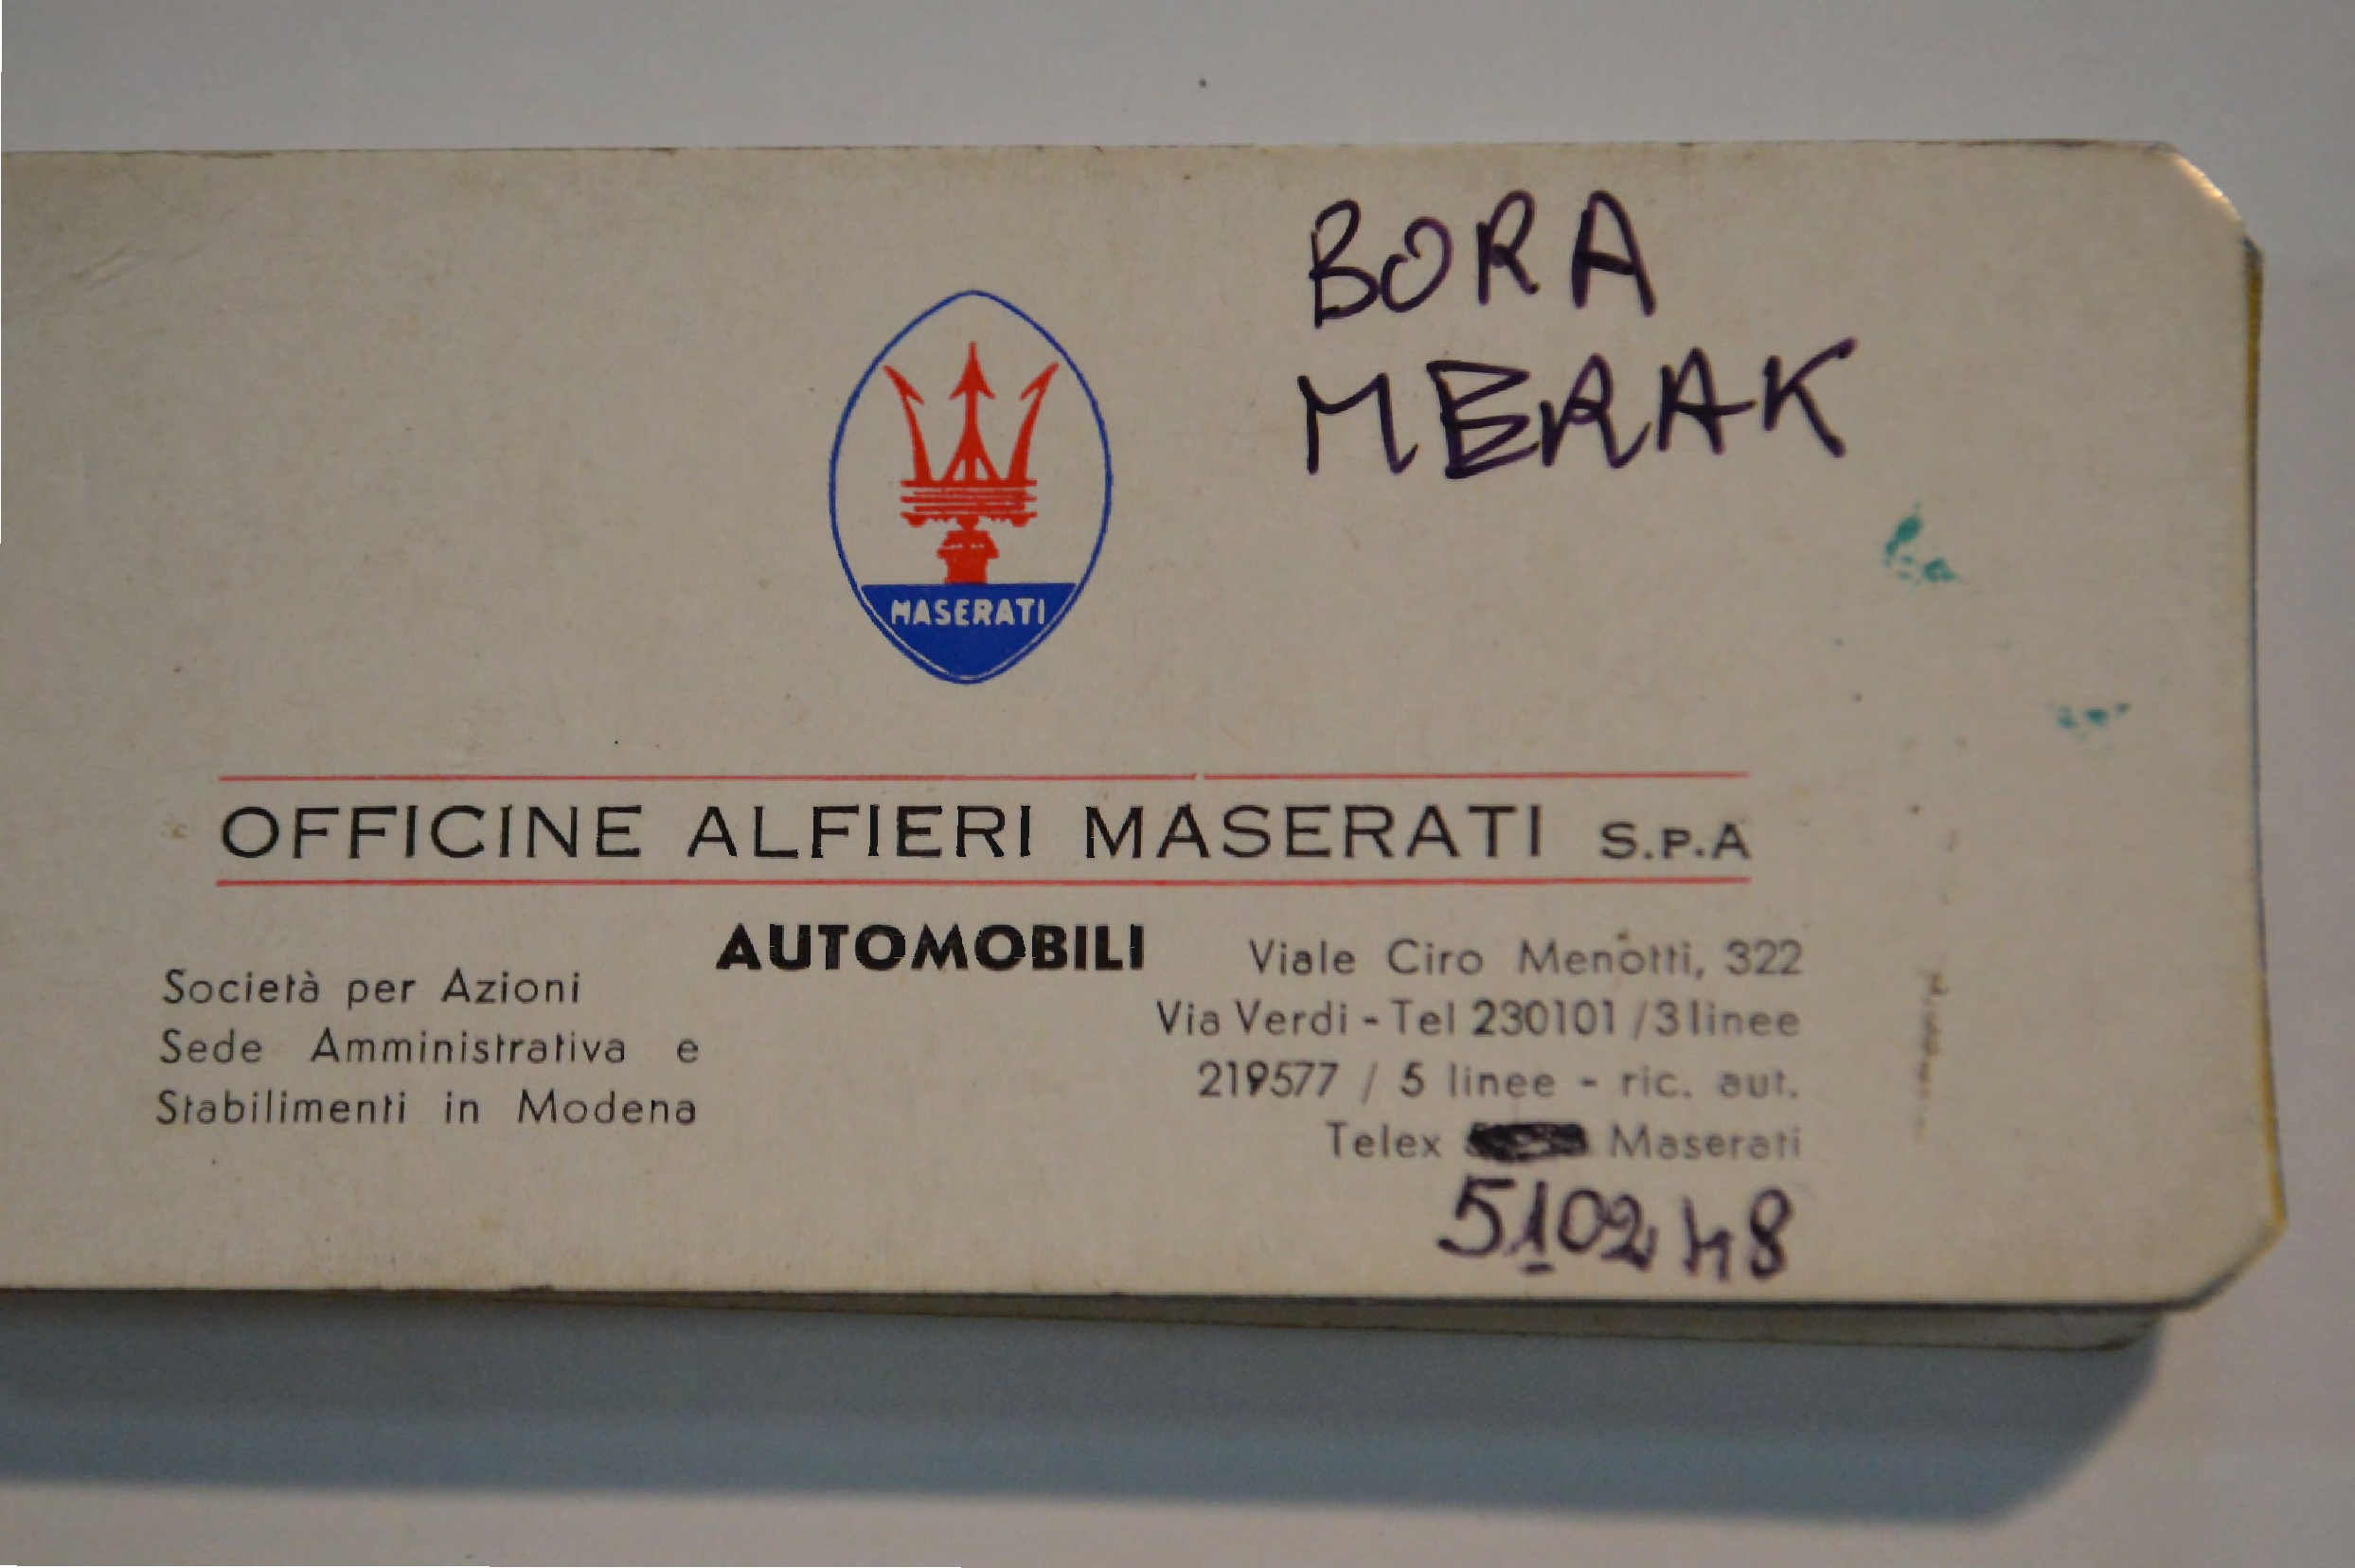 BORA
MERAK
MASERATI
OFFICINE ALFIERI MASERATI S.P.A
AUTOMOBILI
Società per Azioni
Sede Amministrativa e
Stabilimenti in Modena
Viale Ciro Menotti, 322
Via Verdi - Tel 230101 / 3 linee
219577 / 5 linee - ric. aut.
Telex Maserati
510248